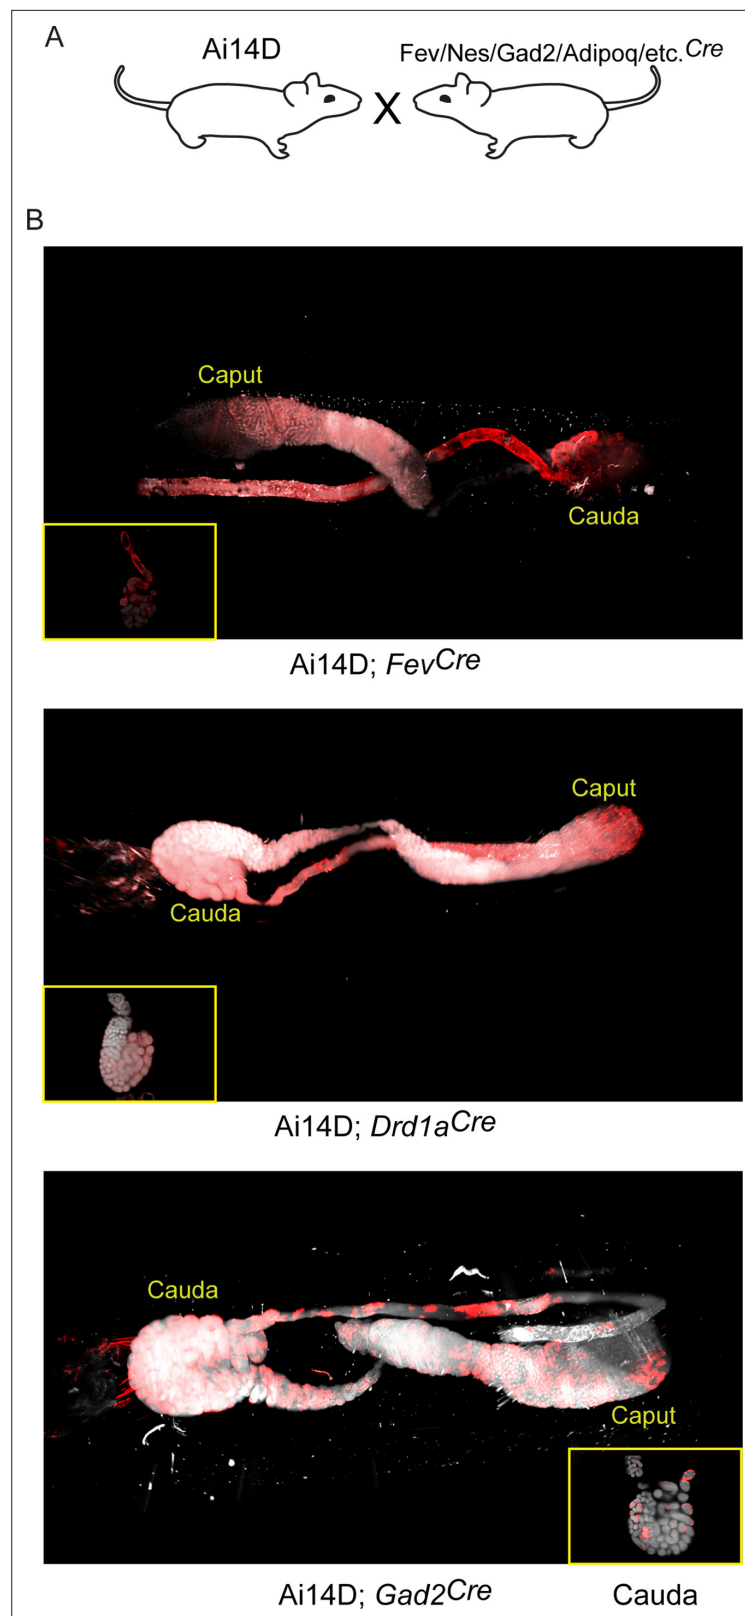 A
Ai14D
Fev/Nes/Gad2/Adipoq/etc.Cre
X
B
Caput
Cauda
Ai14D; FevCre
Caput
Cauda
Ai14D; Drd1aCre
Cauda
Caput
Ai14D; Gad2Cre
Cauda